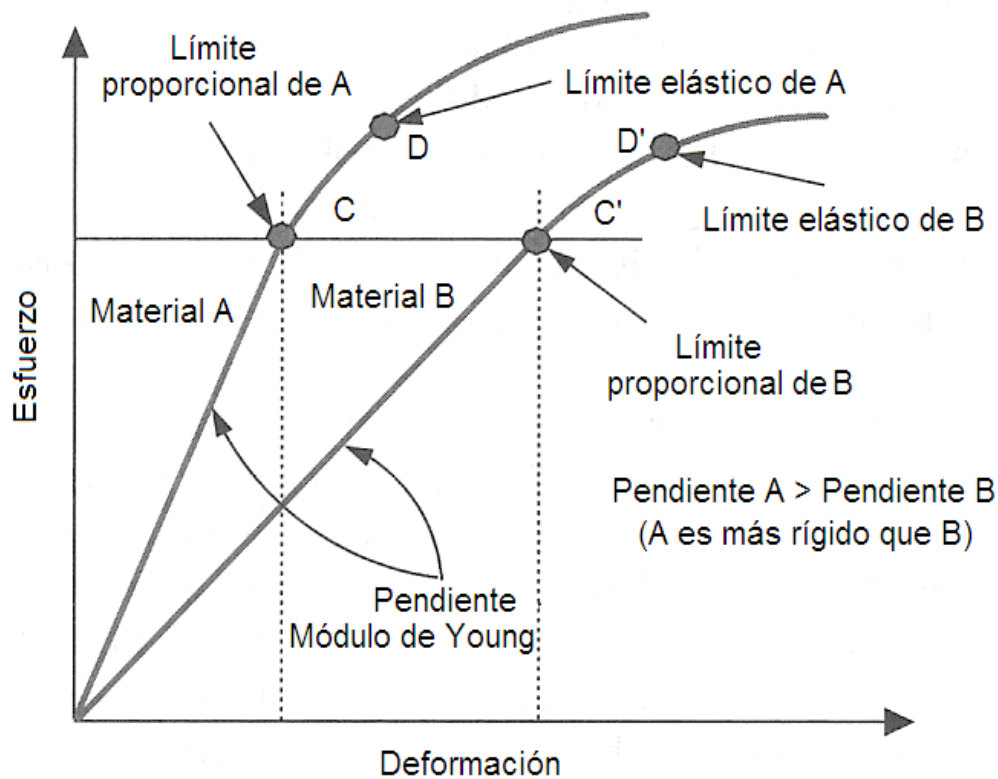 Límite
proporcional de A
Límite elástico de A
D
D'
C
C'
Límite elástico de B
Material A
Material B
Límite
proporcional de B
Esfuerzo
Pendiente A > Pendiente B
(A es más rígido que B)
Pendiente
Módulo de Young
Deformación